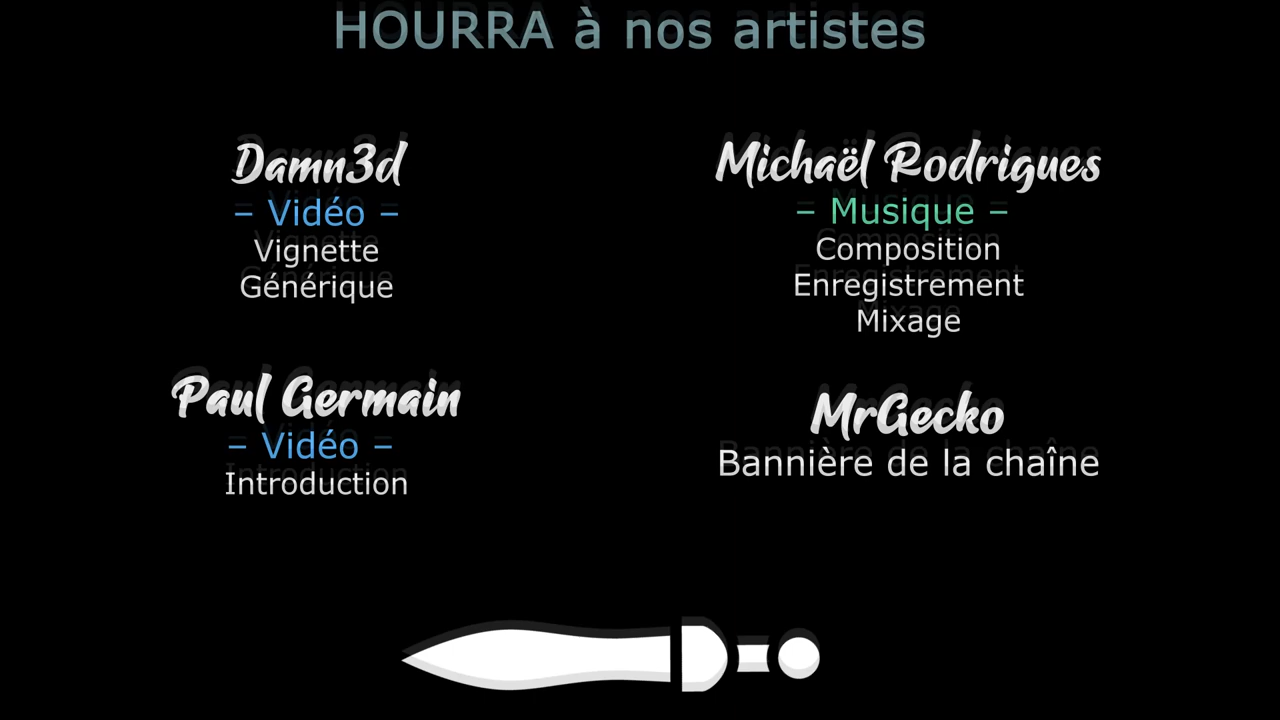 HOURRA à nos artistes
Damn3d
– Vidéo –
Vignette
Générique
Michaël Rodrigues
– Musique –
Composition
Enregistrement
Mixage
Paul Germain
– Vidéo –
Introduction
MrGecko
Bannière de la chaîne